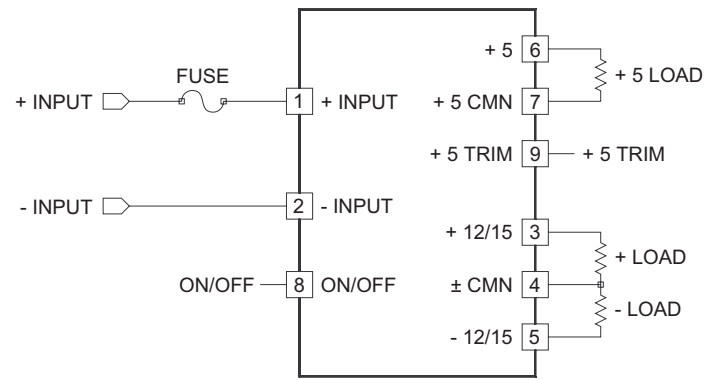 + 5 6
FUSE
+ 5 LOAD
+ INPUT 1 + INPUT
+ 5 CMN 7
+ 5 TRIM 9 + 5 TRIM
- INPUT 2 - INPUT
+ 12/15 3
+ LOAD
ON/OFF 8 ON/OFF
± CMN 4
- LOAD
- 12/15 5